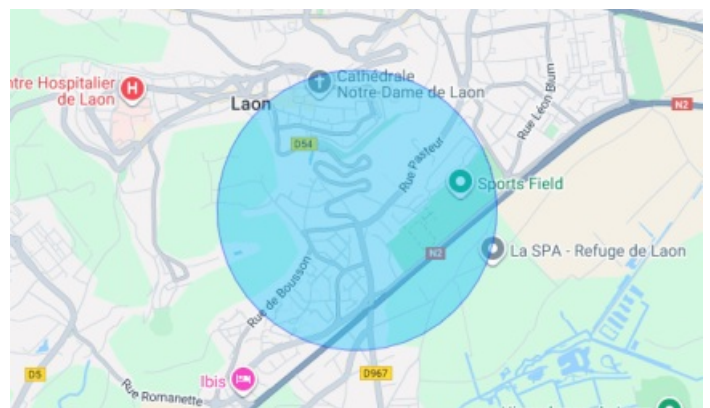 ntre Hospitalier
de Laon
H
Cathédrale
Notre-Dame de Laon
Laon
N2
Rue Léon Blum
D54
Rue Pasteur
Sports Field
N2
La SPA - Refuge de Laon
Rue de Bousson
D5
Ibis
D967
Rue Romanette